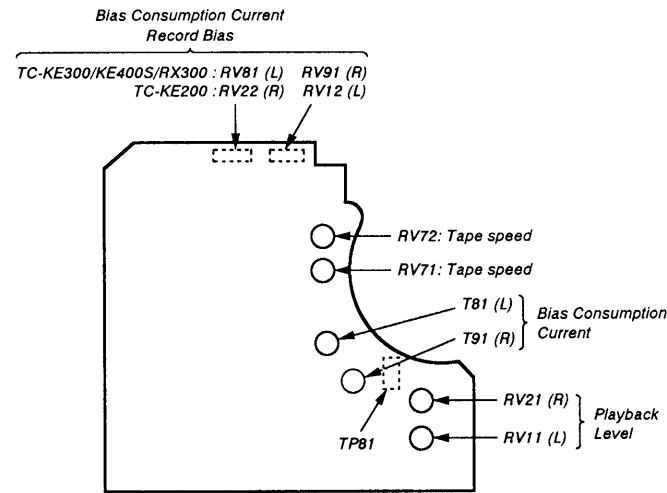 Bias Consumption Current
Record Bias
TC-KE300/KE400S/RX300 : RV81 (L) RV91 (R)
TC-KE200 : RV22 (R) RV12 (L)
RV72: Tape speed
RV71: Tape speed
T81 (L)
T91 (R)
Bias Consumption
Current
RV21 (R)
RV11 (L)
Playback
Level
TP81